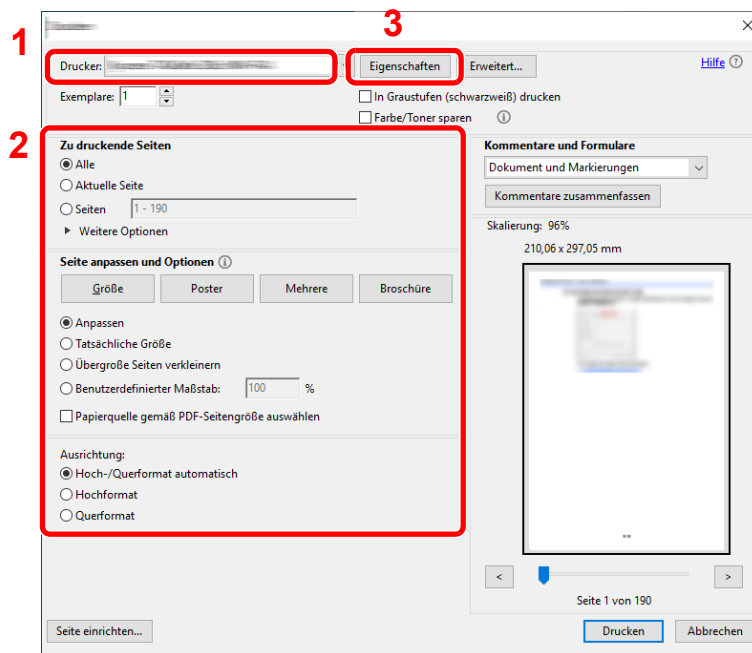 3
1
Drucker:
Eigenschaften
Erweitert...
Hilfe
Exemplare: 1
In Graustufen (schwarzweiß) drucken
Farbe/Toner sparen
2
Zu druckende Seiten
Alle
Aktuelle Seite
Seiten 1 - 190
Weitere Optionen
Seite anpassen und Optionen
Größe Poster Mehrere Broschüre
Anpassen
Tatsächliche Größe
Übergroße Seiten verkleinern
Benutzerdefinierter Maßstab: 100 %
Papierquelle gemäß PDF-Seitengröße auswählen
Ausrichtung:
Hoch-/Querformat automatisch
Hochformat
Querformat
Kommentare und Formulare
Dokument und Markierungen
Kommentare zusammenfassen
Skalierung: 96%
210,06 x 297,05 mm
< >
Seite 1 von 190
Seite einrichten...
Drucken
Abbrechen